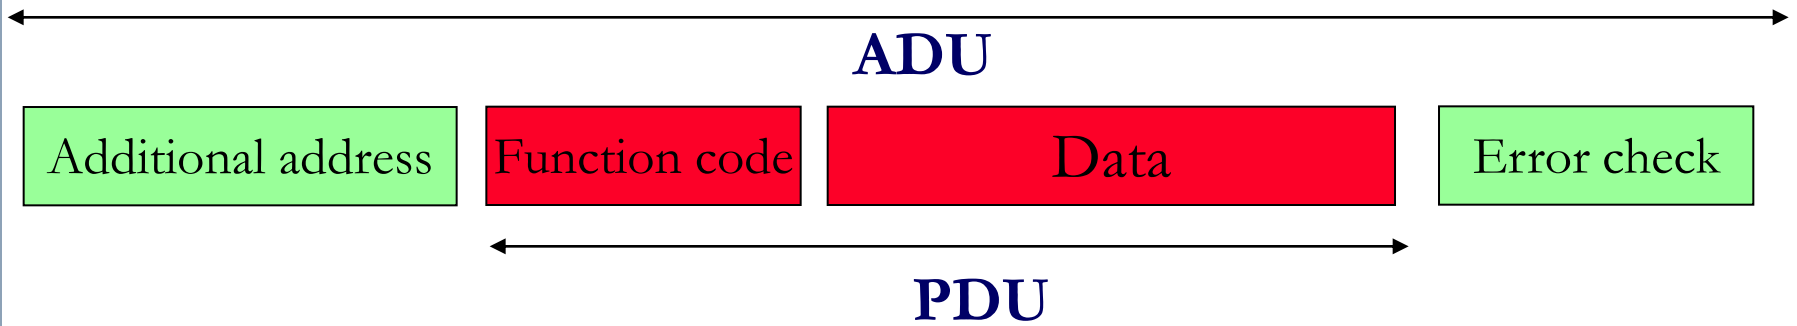 ADU
Additional address
Function code
Data
Error check
PDU